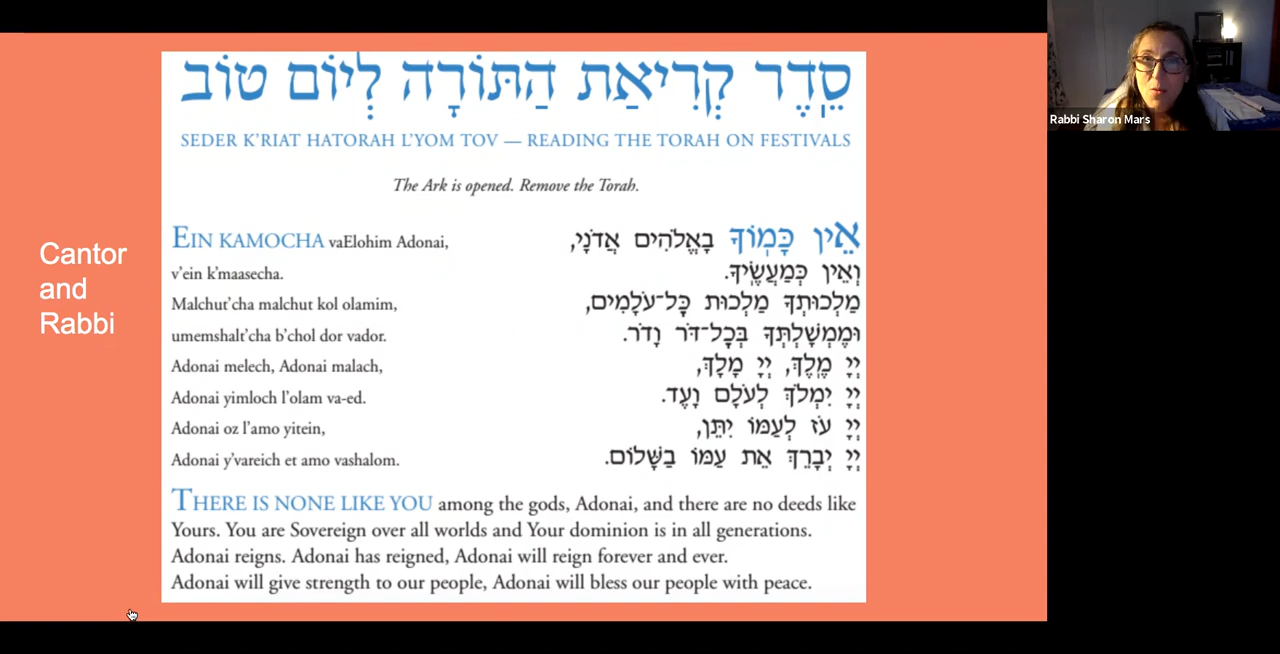 סֵֽדֶר קְרִיאַת הַתּוֹרָה לְיוֹם טוֹב
SEDER K'RIAT HATORAH L'YOM TOV — READING THE TORAH ON FESTIVALS
The Ark is opened. Remove the Torah.
Cantor
and
Rabbi
EIN KAMOCHA vaElohim Adonai,
v'ein k'maasecha.
Malchut'cha malchut kol olamim,
umemshalt'cha b'chol dor vador.
Adonai melech, Adonai malach,
Adonai yimloch l'olam va-ed.
Adonai oz l'amo yitein,
Adonai y'vareich et amo vashalom.
אֵין כָּמֽוֹךָ בָאֱלֹהִים אֲדֹנָי,
וְאֵין כְּמַעֲשֶֽׂיךָ.
מַלְכוּתְךָ מַלְכוּת כׇּל־עֹלָמִים,
וּמֶמְשַׁלְתְּךָ בְּכׇל־דֹּר וָדֹר.
יְיָ מֶֽלֶךְ, יְיָ מָלָךְ,
יְיָ יִמְלֹךְ לְעֹלָם וָעֶד.
יְיָ עֹז לְעַמּוֹ יִתֵּן,
יְיָ יְבָרֵךְ אֶת עַמּוֹ בַשָּׁלוֹם.
THERE IS NONE LIKE YOU among the gods, Adonai, and there are no deeds like
Yours. You are Sovereign over all worlds and Your dominion is in all generations.
Adonai reigns. Adonai has reigned, Adonai will reign forever and ever.
Adonai will give strength to our people, Adonai will bless our people with peace.
Rabbi Sharon Mars